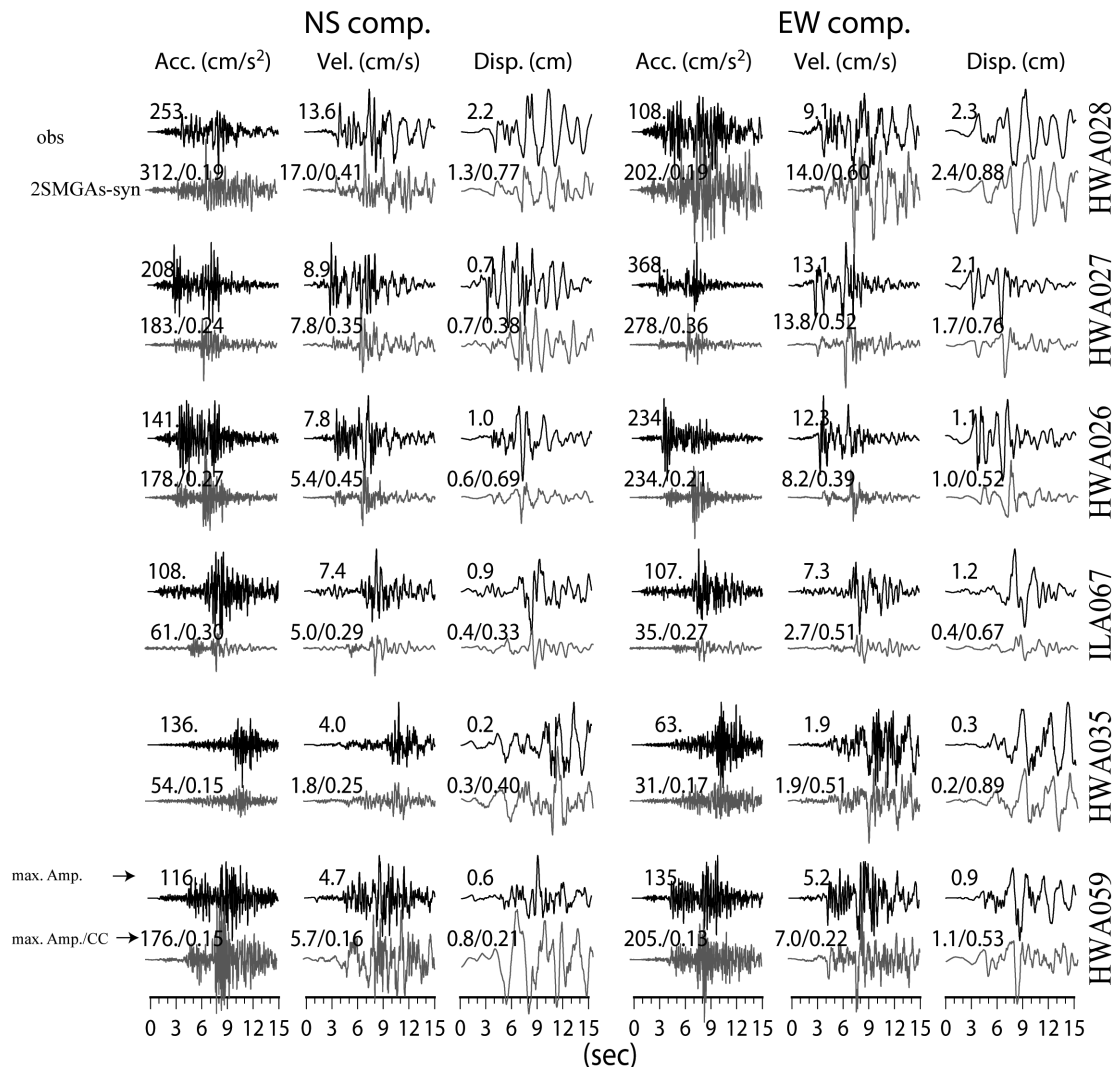 NS comp. EW comp.
Acc. (cm/s²) Vel. (cm/s) Disp. (cm) Acc. (cm/s²) Vel. (cm/s) Disp. (cm)
253. 13.6 2.2 108. 9.1 2.3 HWA028
obs
2SMGAs-syn 312./0.19 17.0/0.41 1.3/0.77 202./0.19 14.0/0.60 2.4/0.88
208. 8.9 0.7 368. 13.1 2.1 HWA027
183./0.24 7.8/0.35 0.7/0.38 278./0.36 13.8/0.52 1.7/0.76
141. 7.8 1.0 234. 12.3 1.1 HWA026
178./0.27 5.4/0.45 0.6/0.69 234./0.21 8.2/0.39 1.0/0.52
108. 7.4 0.9 107. 7.3 1.2 ILA067
61./0.30 5.0/0.29 0.4/0.33 35./0.27 2.7/0.51 0.4/0.67
136. 4.0 0.2 63. 1.9 0.3 HWA035
54./0.15 1.8/0.25 0.3/0.40 31./0.17 1.9/0.51 0.2/0.89
max. Amp. 116. 4.7 0.6 135. 5.2 0.9 HWA059
max. Amp./CC 176./0.15 5.7/0.16 0.8/0.21 205./0.13 7.0/0.22 1.1/0.53
0 3 6 9 12 15 0 3 6 9 12 15 0 3 6 9 12 15 0 3 6 9 12 15 0 3 6 9 12 15 0 3 6 9 12 15
(sec)